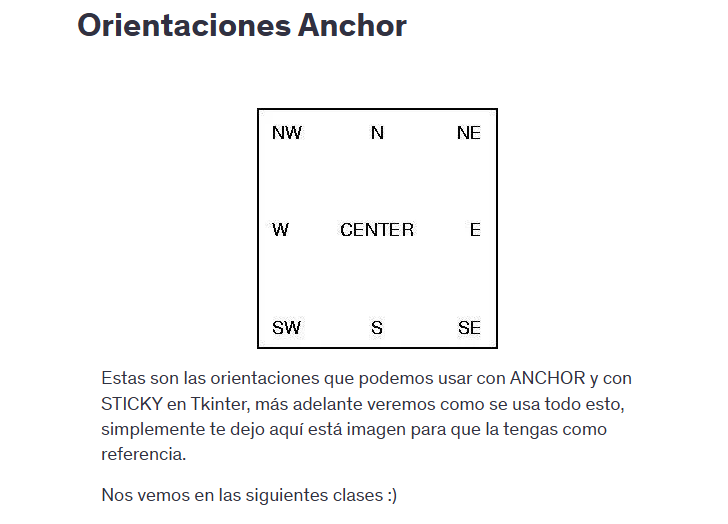 Orientaciones Anchor
NW N NE
W CENTER E
SW S SE
Estas son las orientaciones que podemos usar con ANCHOR y con
STICKY en Tkinter, más adelante veremos como se usa todo esto,
simplemente te dejo aquí está imagen para que la tengas como
referencia.
Nos vemos en las siguientes clases :)